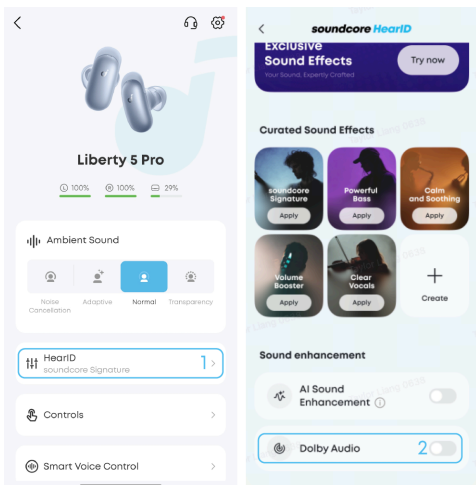 Liberty 5 Pro
L 100%
R 100%
29%
Ambient Sound
Noise
Cancellation
Adaptive
Normal
Transparency
HearID
soundcore Signature
1
Controls
Smart Voice Control
soundcore HearID
Exclusive
Sound Effects
Your Sound, Expertly Crafted
Try now
Curated Sound Effects
soundcore
Signature
Apply
Powerful
Bass
Apply
Calm
and Soothing
Apply
Volume
Booster
Apply
Clear
Vocals
Apply
Create
Sound enhancement
AI Sound
Enhancement
Dolby Audio
2